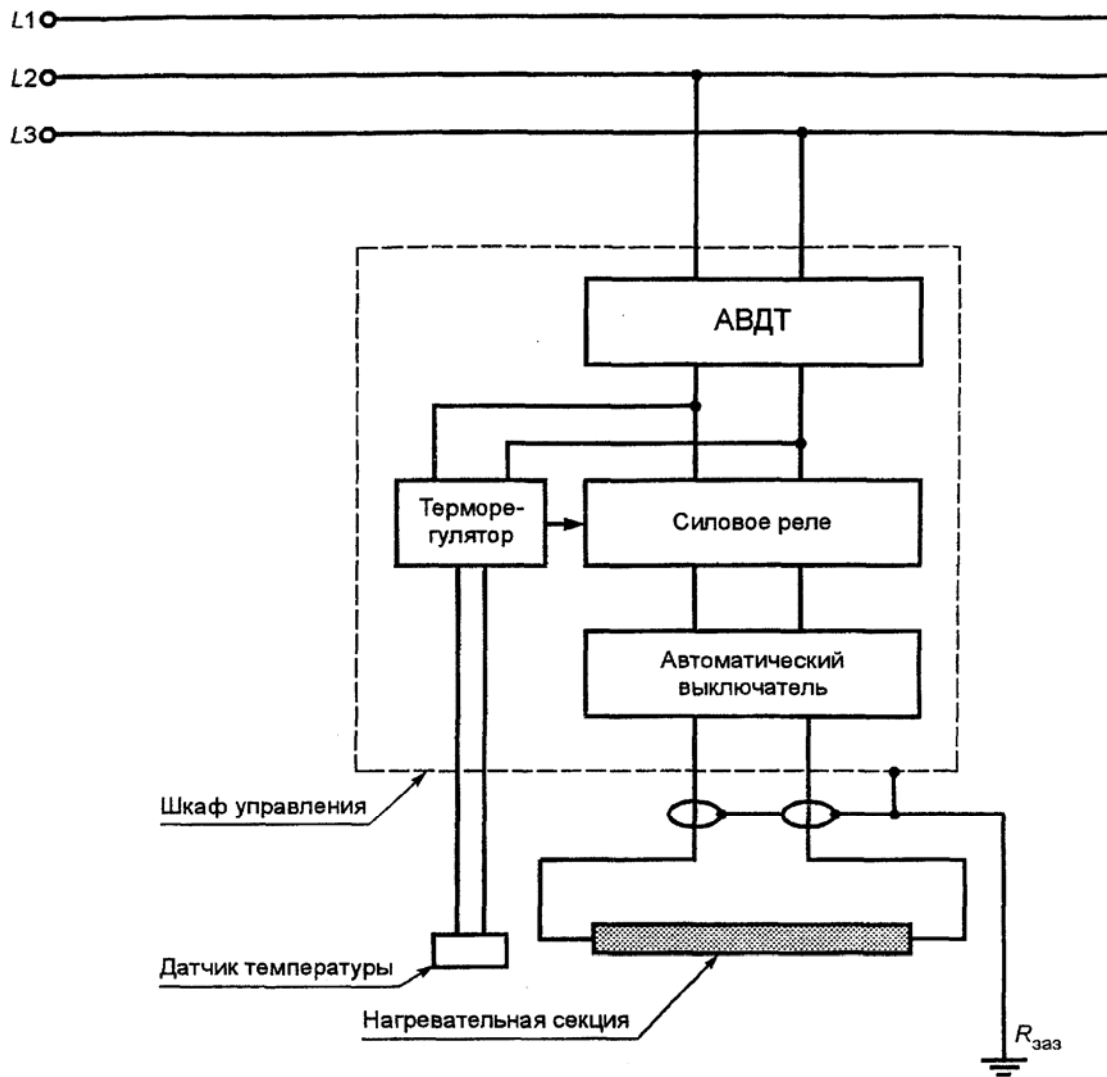 L1
L2
L3
АВДТ
Терморе-
гулятор
Силовое реле
Автоматический
выключатель
Шкаф управления
Датчик температуры
Нагревательная секция
Rзаз